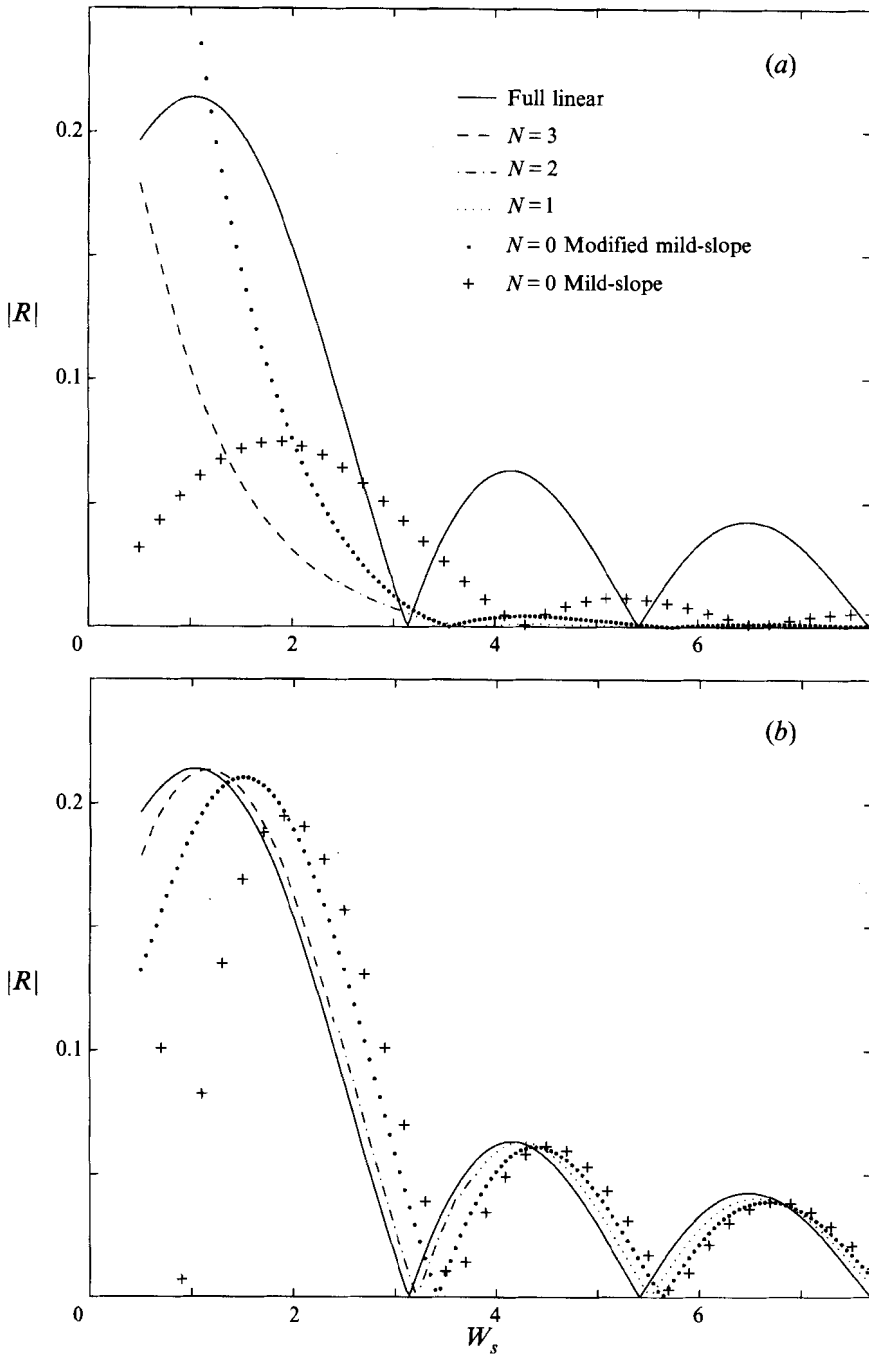 (a)
Full linear
N = 3
N = 2
N = 1
N = 0 Modified mild-slope
N = 0 Mild-slope
0.2
|R|
0.1
0 2 4 6
(b)
0.2
|R|
0.1
0 2 4 6
W_s